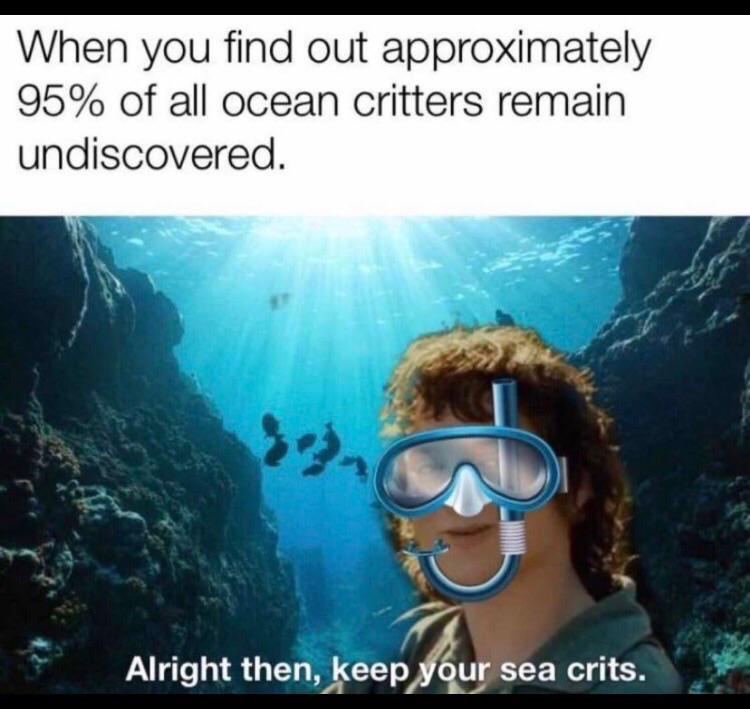 When you find out approximately
95% of all ocean critters remain
undiscovered.
Alright then, keep your sea crits.